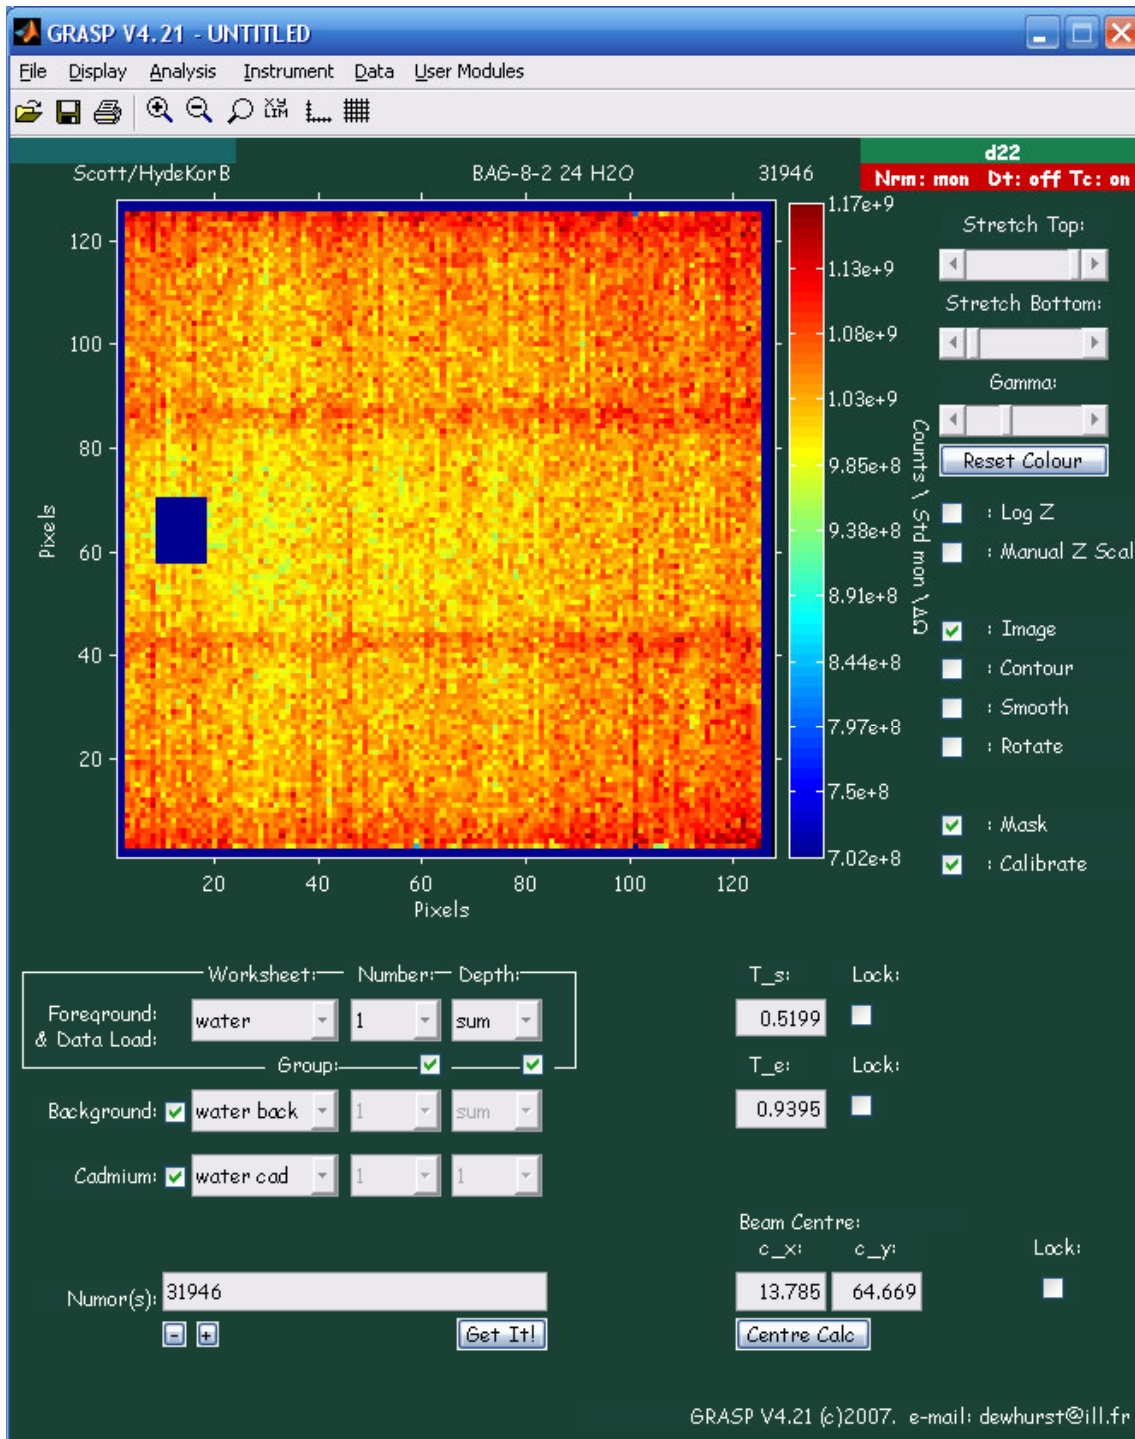 GRASP V4.21 - UNTITLED
File Display Analysis Instrument Data User Modules
XY LIM
d22
Scott/HydeKorB BAG-8-2 24 H2O 31946
Nrm: mon Dt: off Tc: on
Stretch Top:
Stretch Bottom:
Gamma:
Reset Colour
: Log Z
: Manual Z Scal
: Image
: Contour
: Smooth
: Rotate
: Mask
: Calibrate
1.17e+9
1.13e+9
1.08e+9
1.03e+9
9.85e+8
9.38e+8
8.91e+8
8.44e+8
7.97e+8
7.5e+8
7.02e+8
Counts \ Std mon \ΔΩ
120
100
80
60
40
20
Pixels
20 40 60 80 100 120
Pixels
Worksheet: Number: Depth:
Foreground: & Data Load: water 1 sum
Group:
Background: water back 1 sum
Cadmium: water cad 1 1
T_s: Lock:
0.5199
T_e: Lock:
0.9395
Beam Centre:
c_x: c_y: Lock:
13.785 64.669
Centre Calc
Numor(s): 31946
- + Get It!
GRASP V4.21 (c)2007. e-mail: dewhurst@ill.fr